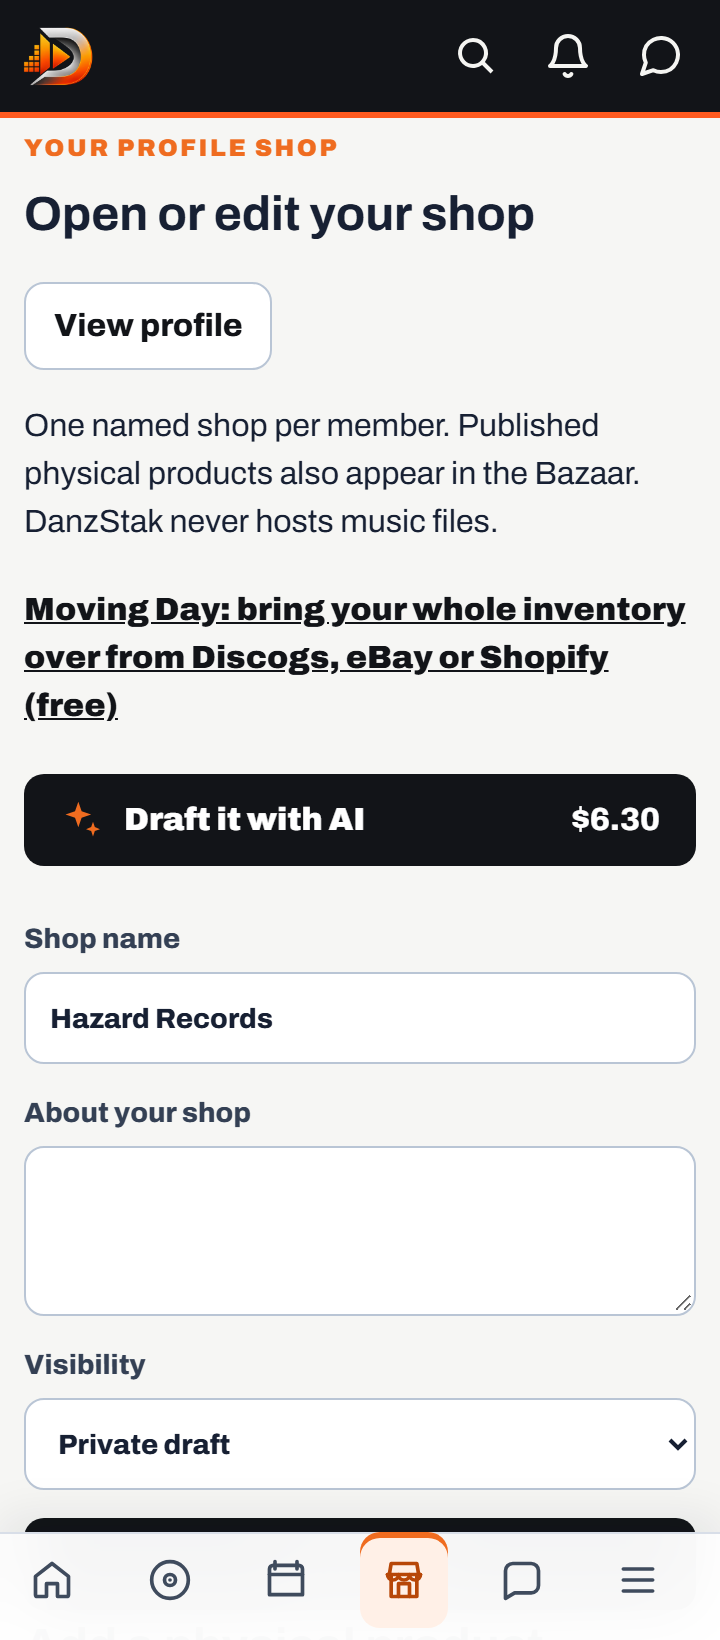 YOUR PROFILE SHOP
Open or edit your shop
View profile
One named shop per member. Published
physical products also appear in the Bazaar.
DanzStak never hosts music files.
Moving Day: bring your whole inventory
over from Discogs, eBay or Shopify
(free)
Draft it with AI $6.30
Shop name
Hazard Records
About your shop
Visibility
Private draft